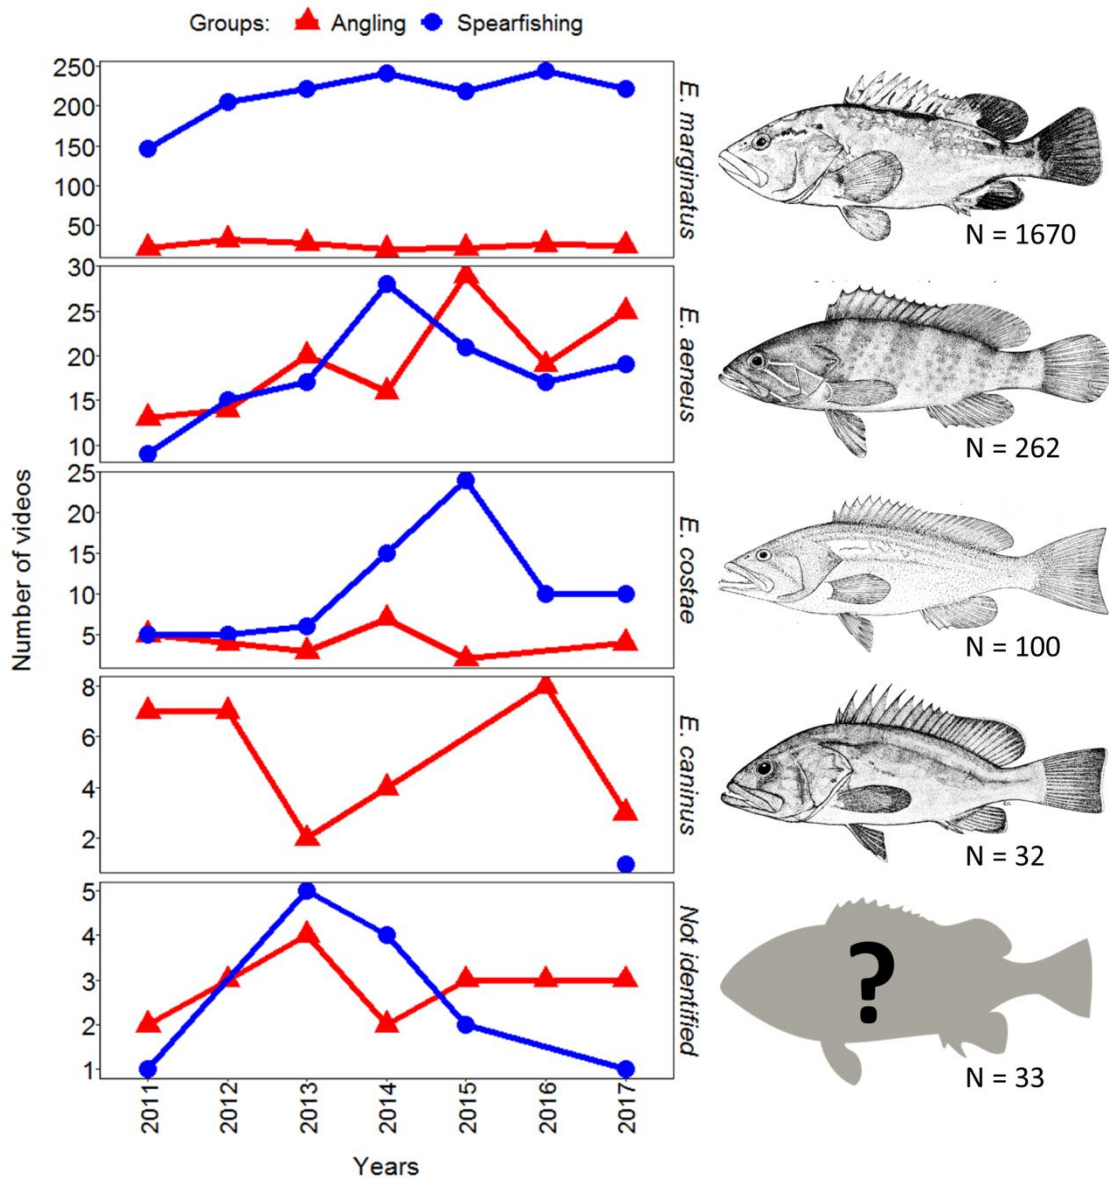 Groups: Angling Spearfishing
Number of videos
250
200
150
100
50
E. marginatus
N = 1670
30
25
20
15
10
E. aeneus
N = 262
25
20
15
10
5
E. costae
N = 100
8
6
4
2
E. caninus
N = 32
5
4
3
2
1
Not identified
?
N = 33
2011
2012
2013
2014
2015
2016
2017
Years